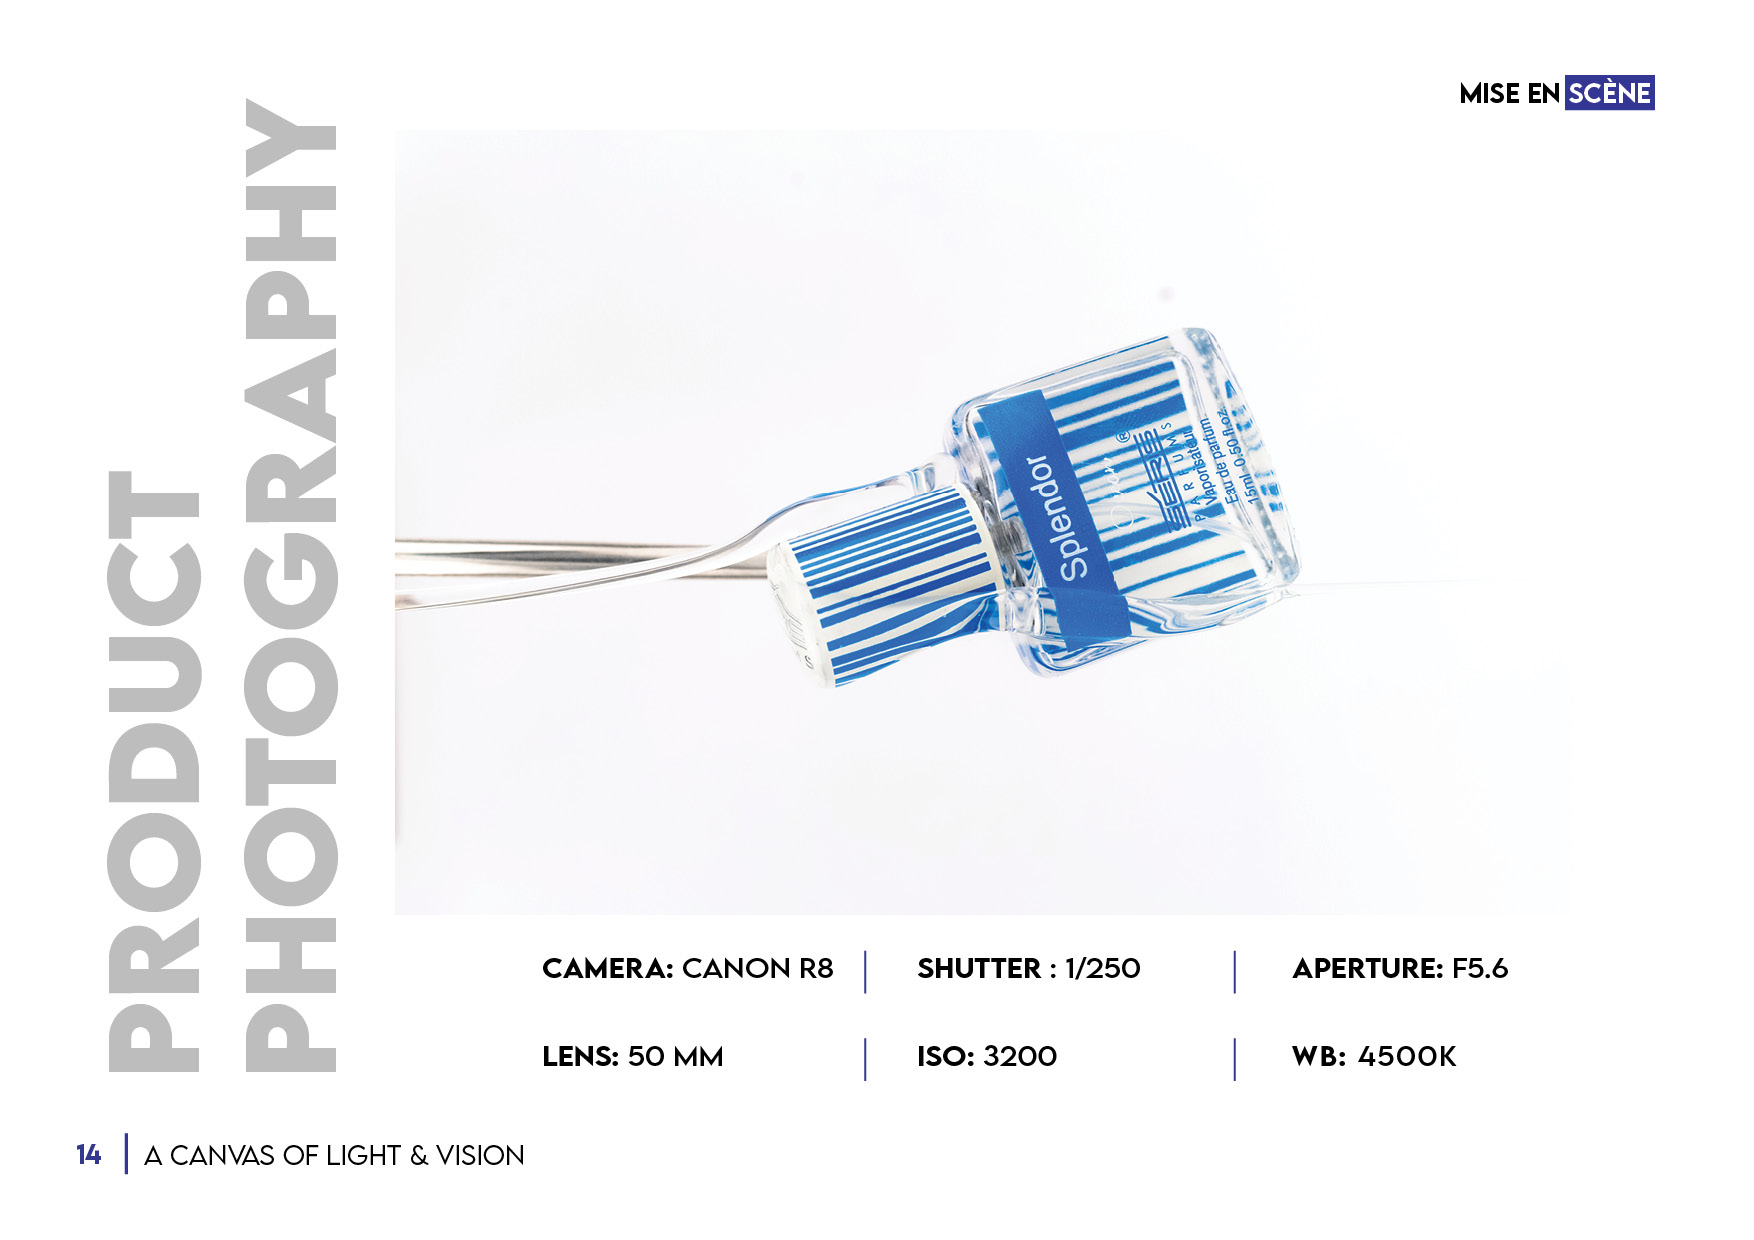 MISE EN SCÈNE
PRODUCT
PHOTOGRAPHY
Splendor
SERIS
PARFUMS
Vaporisateur
Eau de parfum
15ml 0.50 fl.oz.
CAMERA: CANON R8
SHUTTER : 1/250
APERTURE: F5.6
LENS: 50 MM
ISO: 3200
WB: 4500K
14
A CANVAS OF LIGHT & VISION